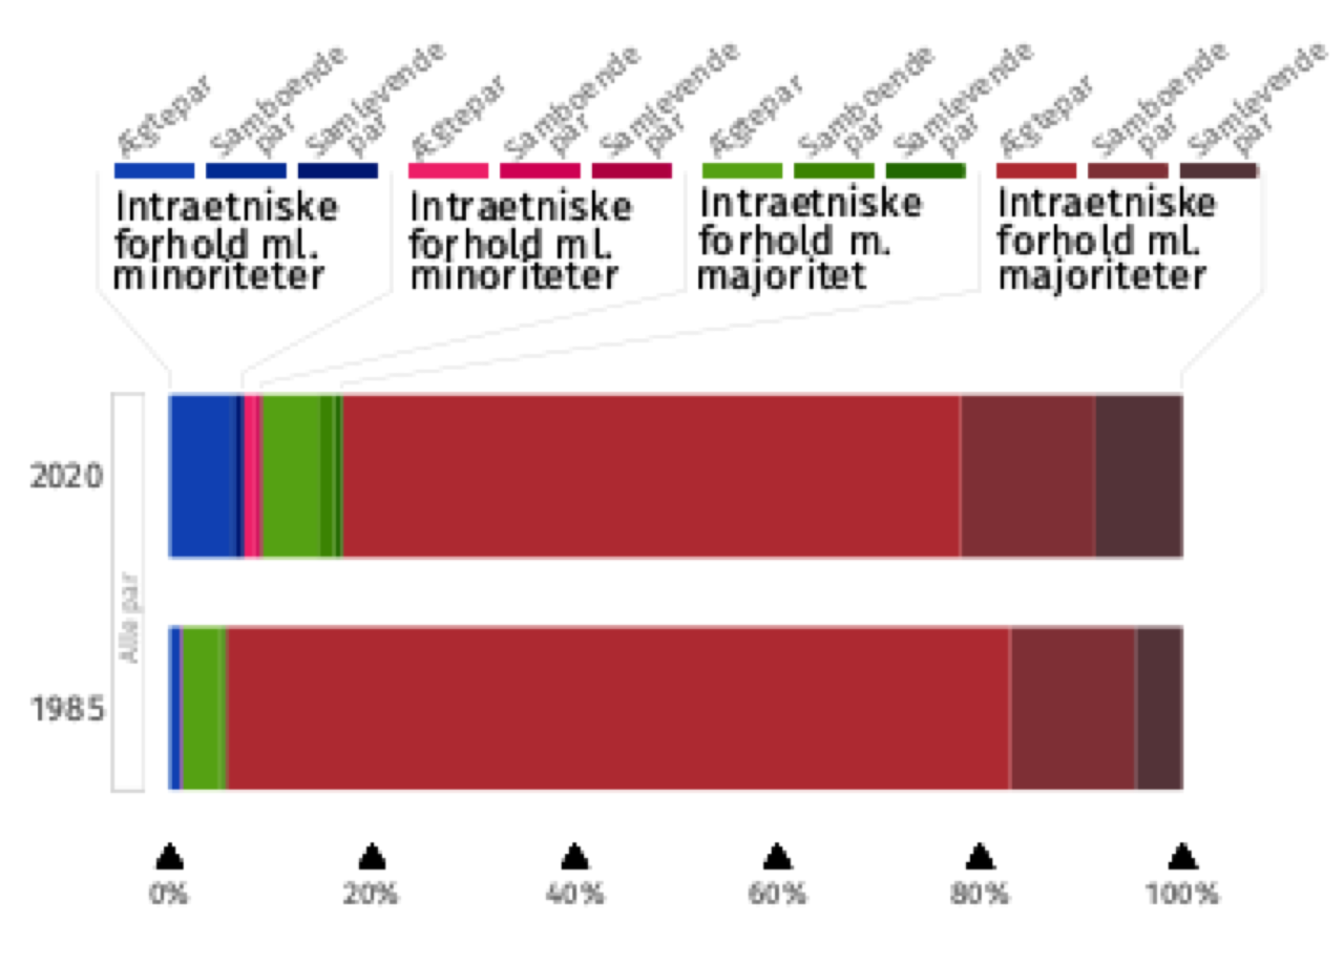 Ægtepar
Samboende
par
Samlevende
par
Ægtepar
Samboende
par
Samlevende
par
Ægtepar
Samboende
par
Samlevende
par
Ægtepar
Samboende
par
Samlevende
par
Intraetniske
forhold ml.
minoriteter
Intraetniske
forhold ml.
minoriteter
Intraetniske
forhold m.
majoritet
Intraetniske
forhold ml.
majoriteter
2020
Alle par
1985
0%
20%
40%
60%
80%
100%